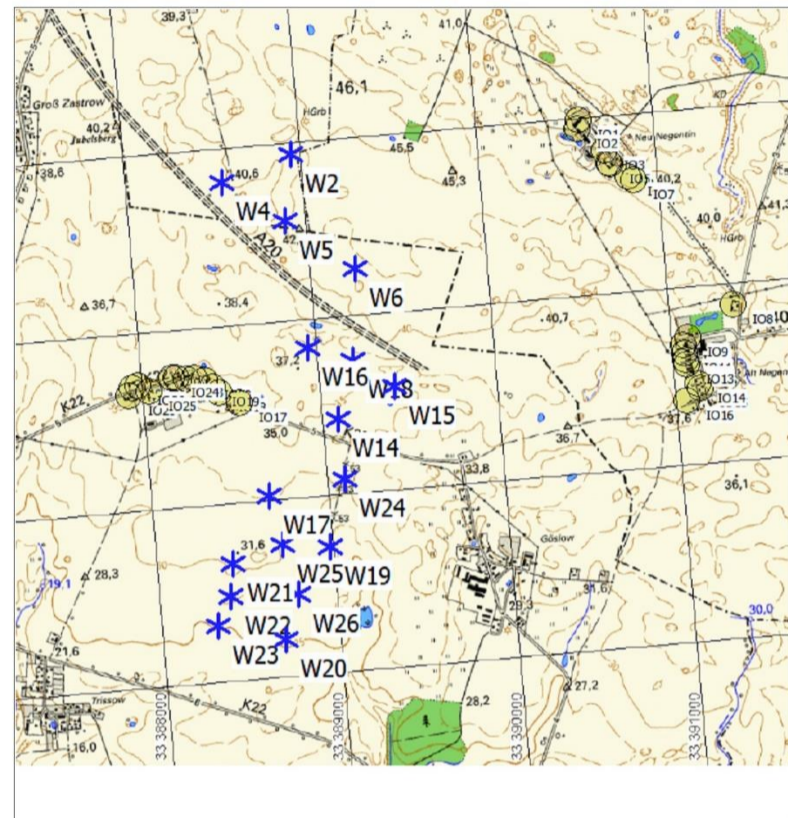 39,3
41,0
46,1
HGrb
Groß Zastrow
40,2
Jubelsberg
38,6
45,5
45,3
KD
IO2
Neu Negentin
IO3
40,2
IO7
W2
40,6
W4
W5
A20
42
40,0
HGrb
41,3
W6
36,7
38,4
40,7
IO8
37,2
W16
W18
W15
IO9
IO13
IO14
IO16
37,6
K22
IO24
IO25
IO19
IO17
35,0
W14
36,7
33,8
W24
36,1
W17
31,6
W25
W19
Göslow
28,3
19,1
W21
W22
W26
31,6
29,3
30,0
W23
W20
21,6
27,2
Trissow
K22
28,2
16,0
33 388000
33 389000
33 390000
33 391000